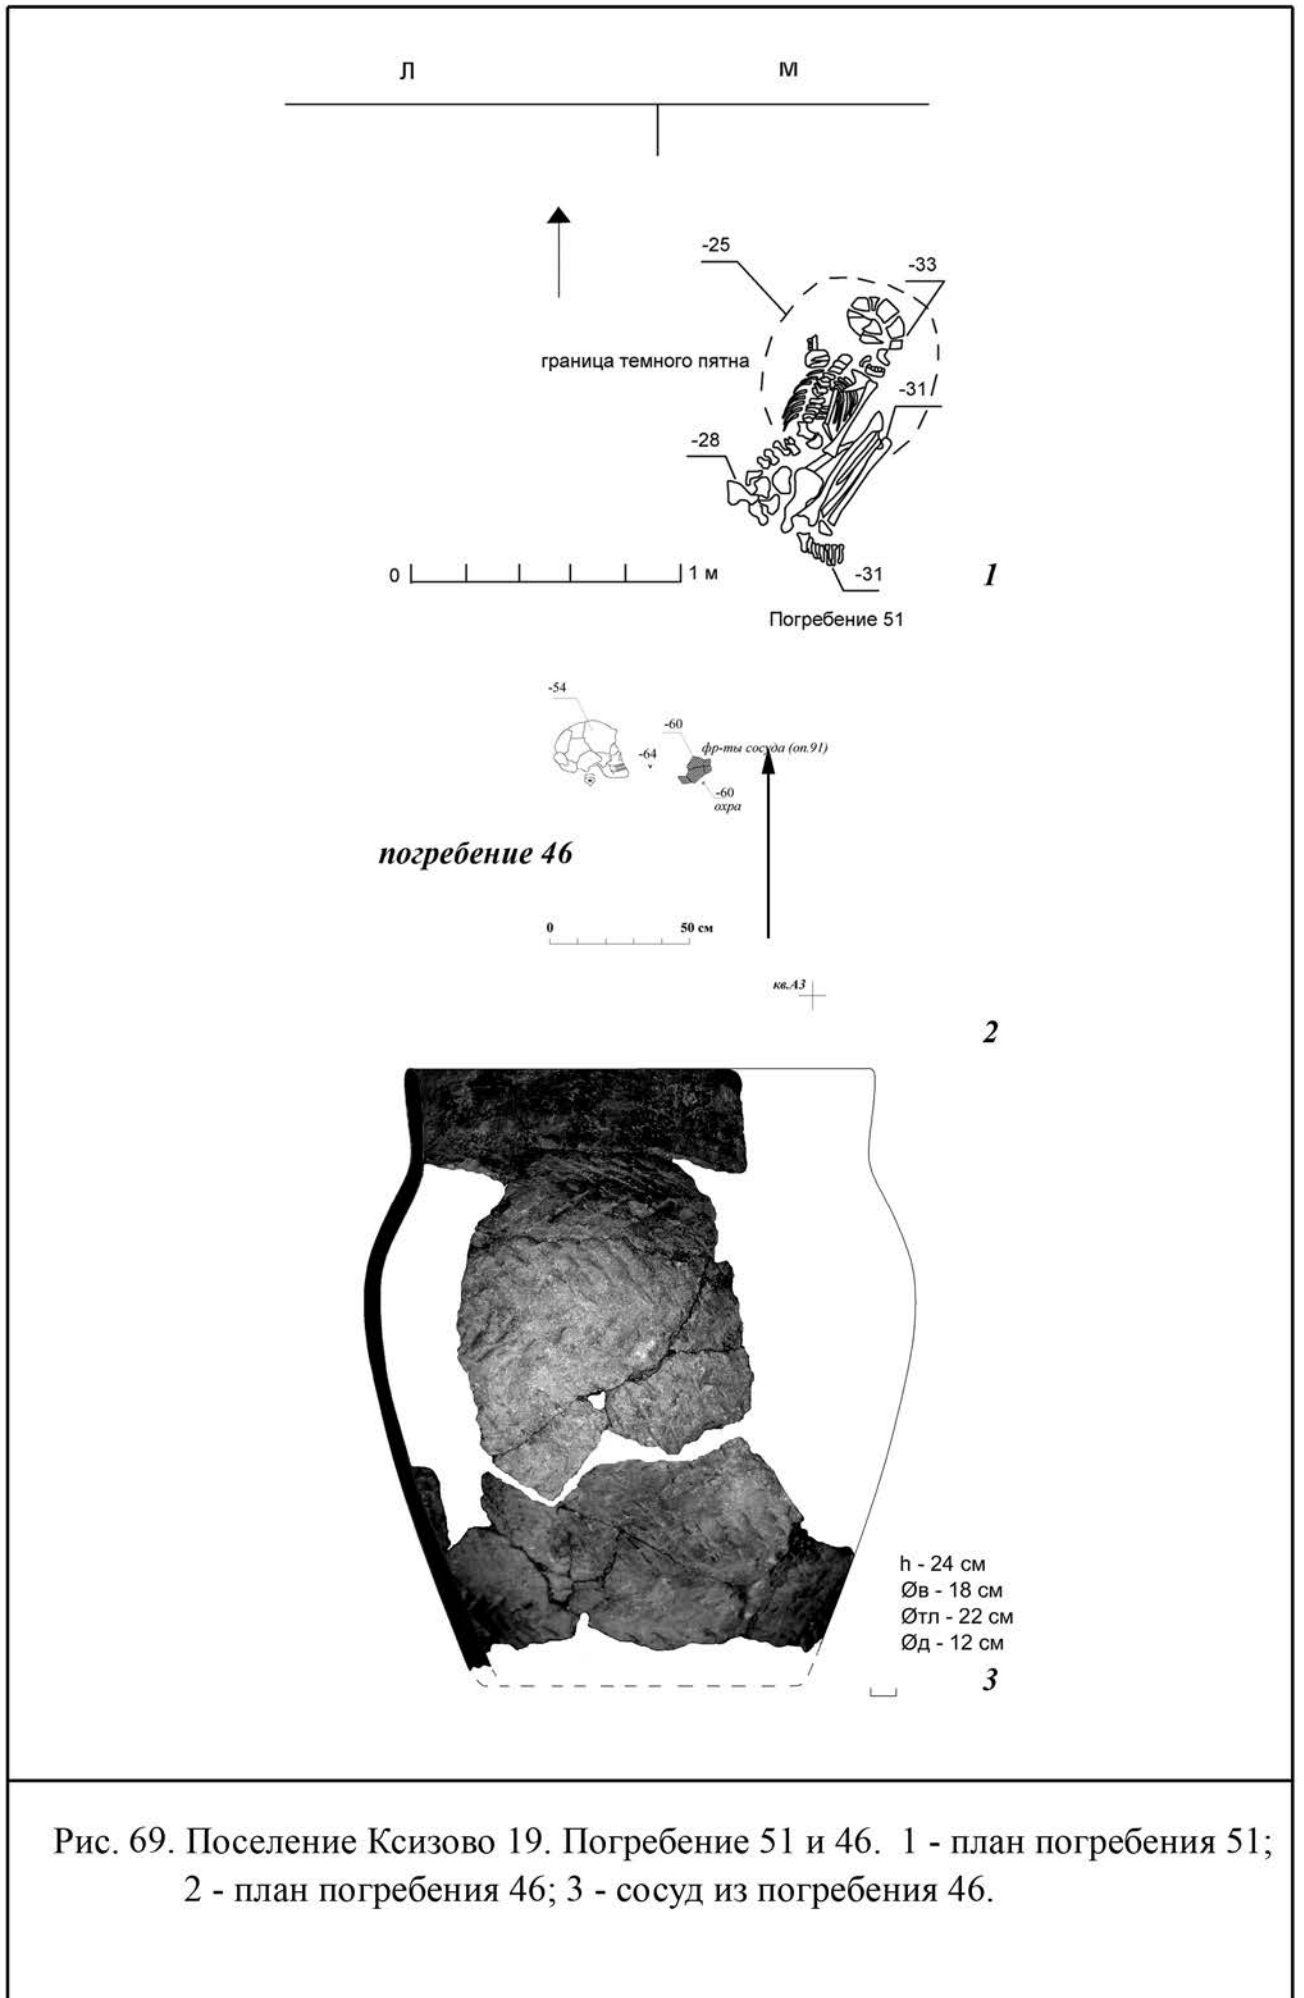 Л М
-25
-33
граница темного пятна
-31
-28
0 1 м
-31
1
Погребение 51
-54
-60
фр-ты сосуда (оп.91)
-64
-60
охра
погребение 46
0 50 см
кв.А3
2
h - 24 см
Øв - 18 см
Øтл - 22 см
Øд - 12 см
3
Рис. 69. Поселение Ксизово 19. Погребение 51 и 46. 1 - план погребения 51;
2 - план погребения 46; 3 - сосуд из погребения 46.